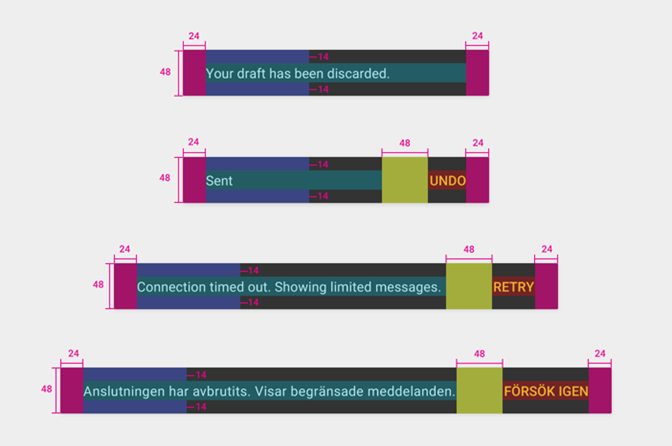 24 24
14
48 Your draft has been discarded.
14
24 48 24
14
48 Sent UNDO
14
24 48 24
14
48 Connection timed out. Showing limited messages. RETRY
14
24 48 24
14
48 Anslutningen har avbrutits. Visar begränsade meddelanden. FÖRSÖK IGEN
14